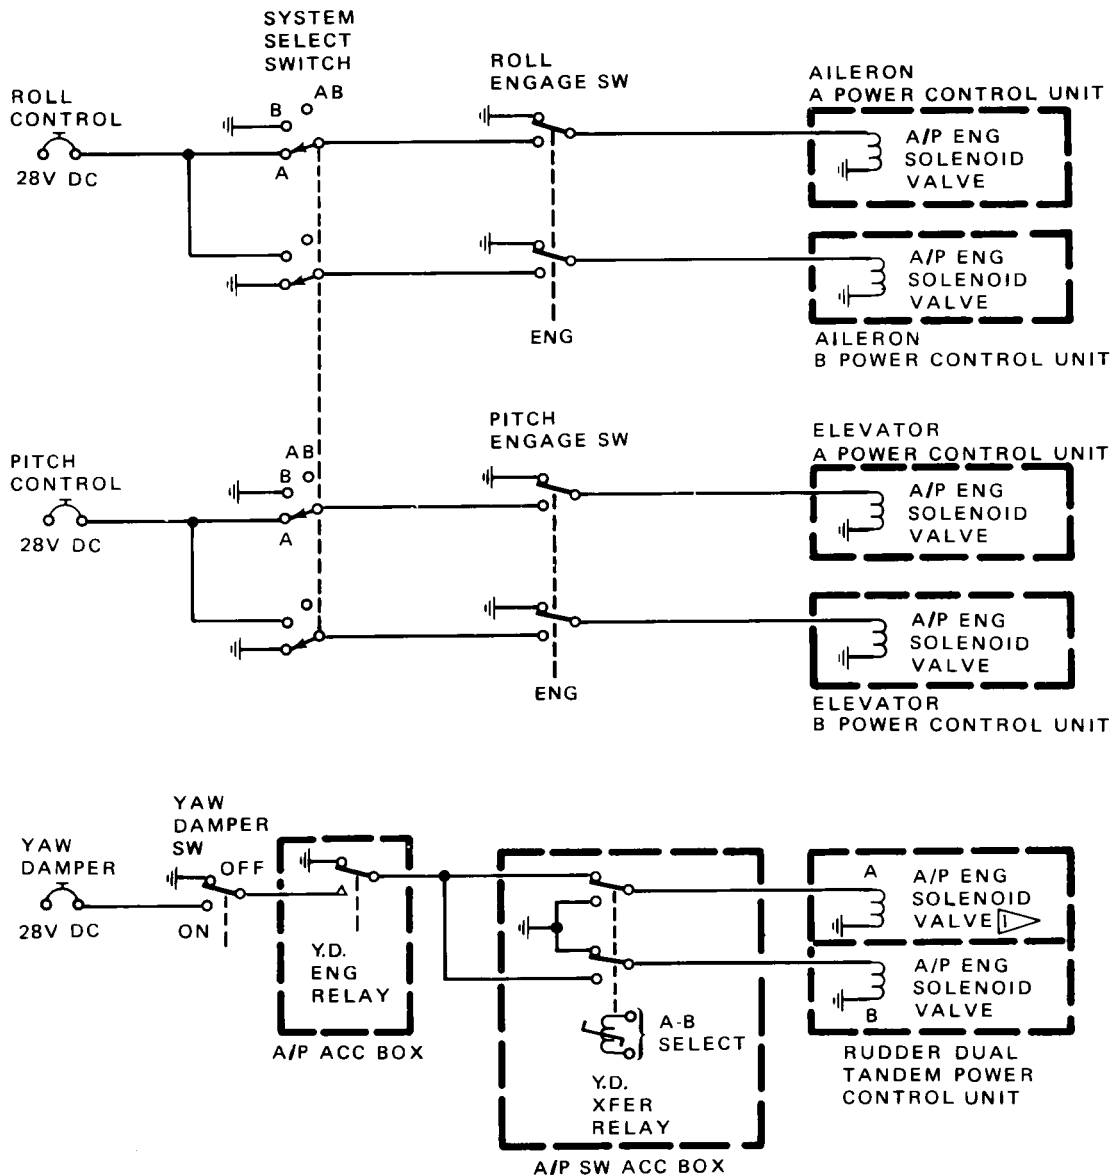 SYSTEM
SELECT
SWITCH
ROLL
CONTROL
28V DC
B
AB
A
ROLL
ENGAGE SW
ENG
AILERON
A POWER CONTROL UNIT
A/P ENG
SOLENOID
VALVE
A/P ENG
SOLENOID
VALVE
AILERON
B POWER CONTROL UNIT
PITCH
CONTROL
28V DC
AB
B
A
PITCH
ENGAGE SW
ENG
ELEVATOR
A POWER CONTROL UNIT
A/P ENG
SOLENOID
VALVE
A/P ENG
SOLENOID
VALVE
ELEVATOR
B POWER CONTROL UNIT
YAW
DAMPER
28V DC
YAW
DAMPER
SW
OFF
ON
Y.D.
ENG
RELAY
A/P ACC BOX
A-B
SELECT
Y.D.
XFER
RELAY
A/P SW ACC BOX
A
A/P ENG
SOLENOID
VALVE 1
A/P ENG
SOLENOID
VALVE
B
RUDDER DUAL
TANDEM POWER
CONTROL UNIT